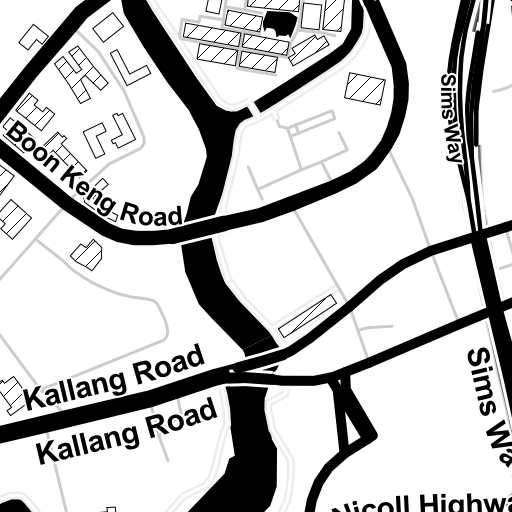 Sims Way
Boon Keng Road
Kallang Road
Kallang Road
Sims Wa
Nicoll Highwa